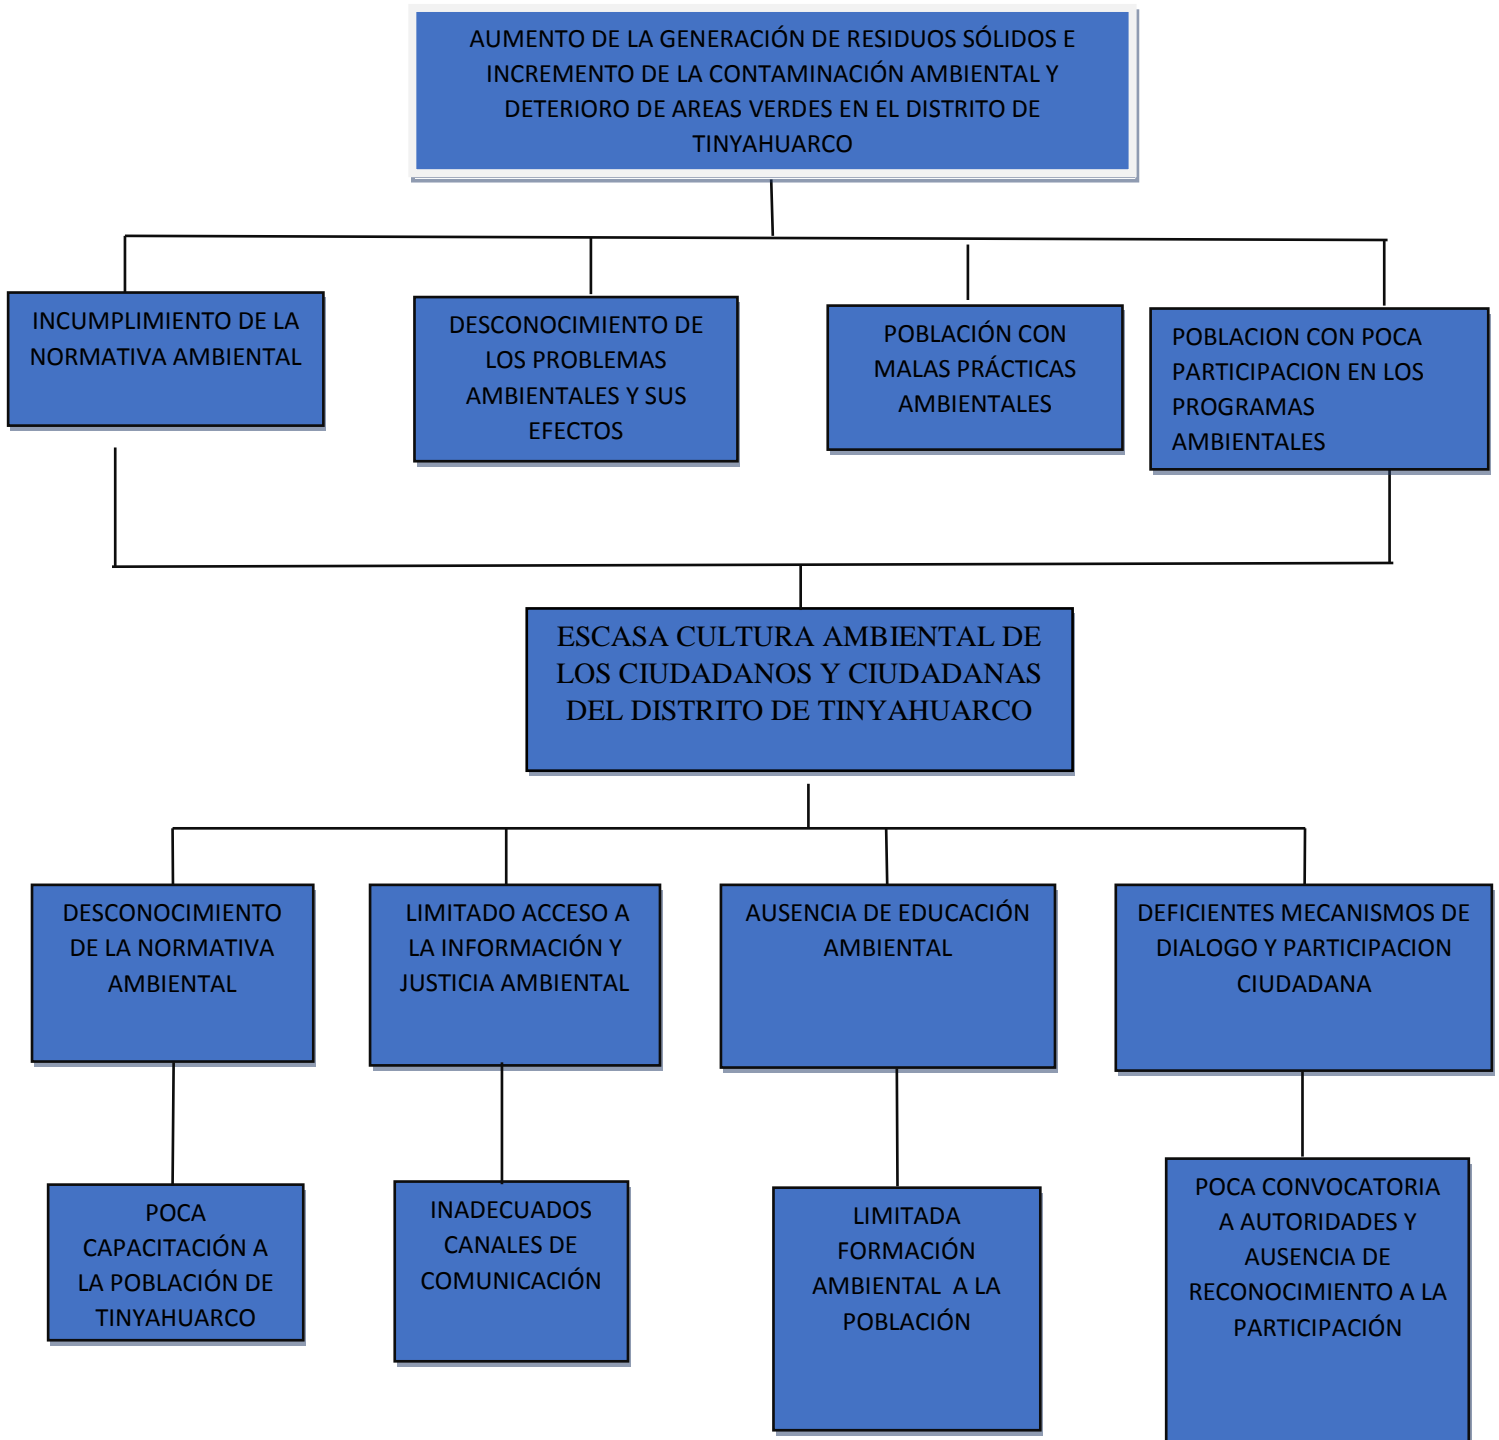 AUMENTO DE LA GENERACIÓN DE RESIDUOS SÓLIDOS E
INCREMENTO DE LA CONTAMINACIÓN AMBIENTAL Y
DETERIORO DE AREAS VERDES EN EL DISTRITO DE
TINYAHUARCO
INCUMPLIMIENTO DE LA
NORMATIVA AMBIENTAL
DESCONOCIMIENTO DE
LOS PROBLEMAS
AMBIENTALES Y SUS
EFECTOS
POBLACIÓN CON
MALAS PRÁCTICAS
AMBIENTALES
POBLACION CON POCA
PARTICIPACION EN LOS
PROGRAMAS
AMBIENTALES
ESCASA CULTURA AMBIENTAL DE
LOS CIUDADANOS Y CIUDADANAS
DEL DISTRITO DE TINYAHUARCO
DESCONOCIMIENTO
DE LA NORMATIVA
AMBIENTAL
LIMITADO ACCESO A
LA INFORMACIÓN Y
JUSTICIA AMBIENTAL
AUSENCIA DE EDUCACIÓN
AMBIENTAL
DEFICIENTES MECANISMOS DE
DIALOGO Y PARTICIPACION
CIUDADANA
POCA
CAPACITACIÓN A
LA POBLACIÓN DE
TINYAHUARCO
INADECUADOS
CANALES DE
COMUNICACIÓN
LIMITADA
FORMACIÓN
AMBIENTAL  A LA
POBLACIÓN
POCA CONVOCATORIA
A AUTORIDADES Y
AUSENCIA DE
RECONOCIMIENTO A LA
PARTICIPACIÓN